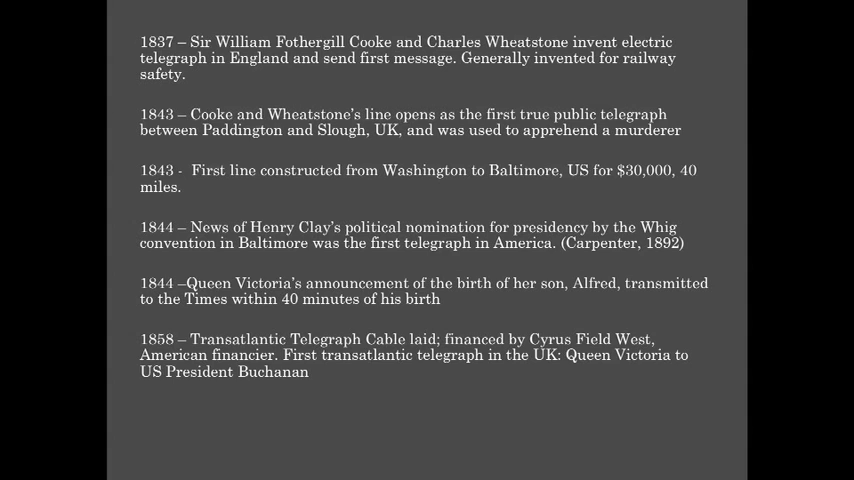 1837 – Sir William Fothergill Cooke and Charles Wheatstone invent electric
telegraph in England and send first message. Generally invented for railway
safety.
1843 – Cooke and Wheatstone’s line opens as the first true public telegraph
between Paddington and Slough, UK, and was used to apprehend a murderer
1843 -  First line constructed from Washington to Baltimore, US for $30,000, 40
miles.
1844 – News of Henry Clay’s political nomination for presidency by the Whig
convention in Baltimore was the first telegraph in America. (Carpenter, 1892)
1844 –Queen Victoria’s announcement of the birth of her son, Alfred, transmitted
to the Times within 40 minutes of his birth
1858 – Transatlantic Telegraph Cable laid; financed by Cyrus Field West,
American financier. First transatlantic telegraph in the UK: Queen Victoria to
US President Buchanan